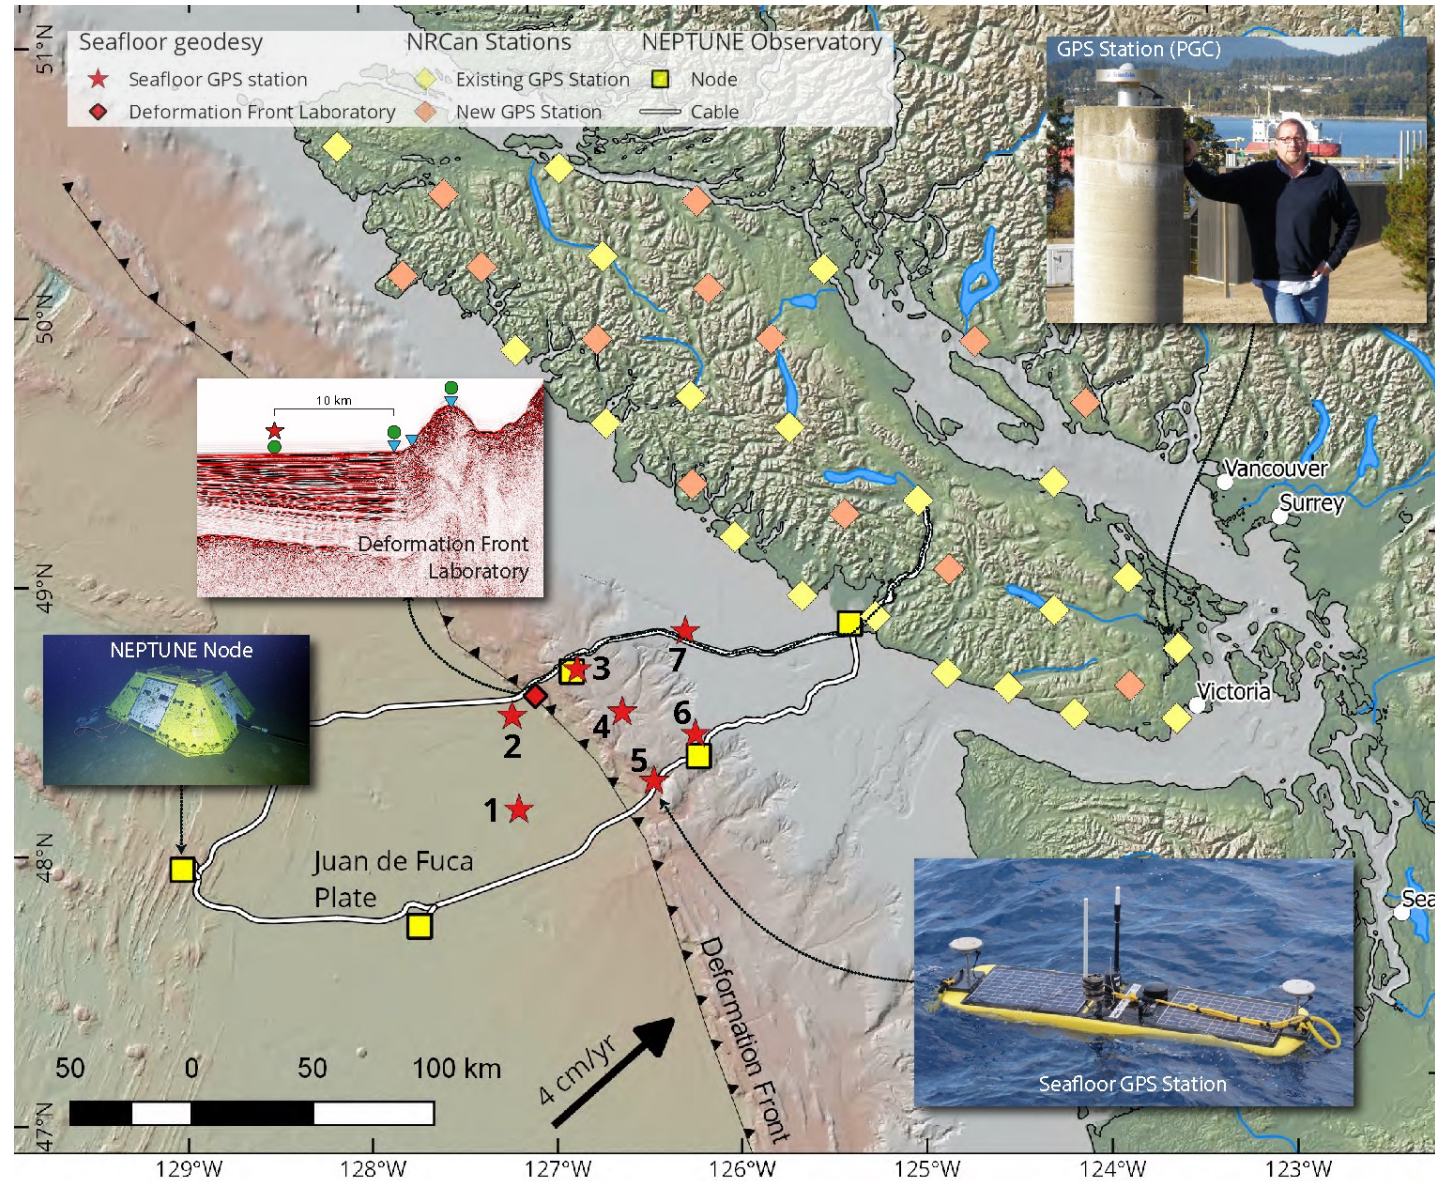 Seafloor geodesy
NRCan Stations
NEPTUNE Observatory
Seafloor GPS station
Existing GPS Station
Node
Deformation Front Laboratory
New GPS Station
Cable
GPS Station (PGC)
51°N
50°N
49°N
48°N
47°N
10 km
Deformation Front
Laboratory
NEPTUNE Node
Vancouver
Surrey
Victoria
Sea
1
2
3
4
5
6
7
Juan de Fuca
Plate
Deformation Front
4 cm/yr
Seafloor GPS Station
50 0 50 100 km
129°W 128°W 127°W 126°W 125°W 124°W 123°W